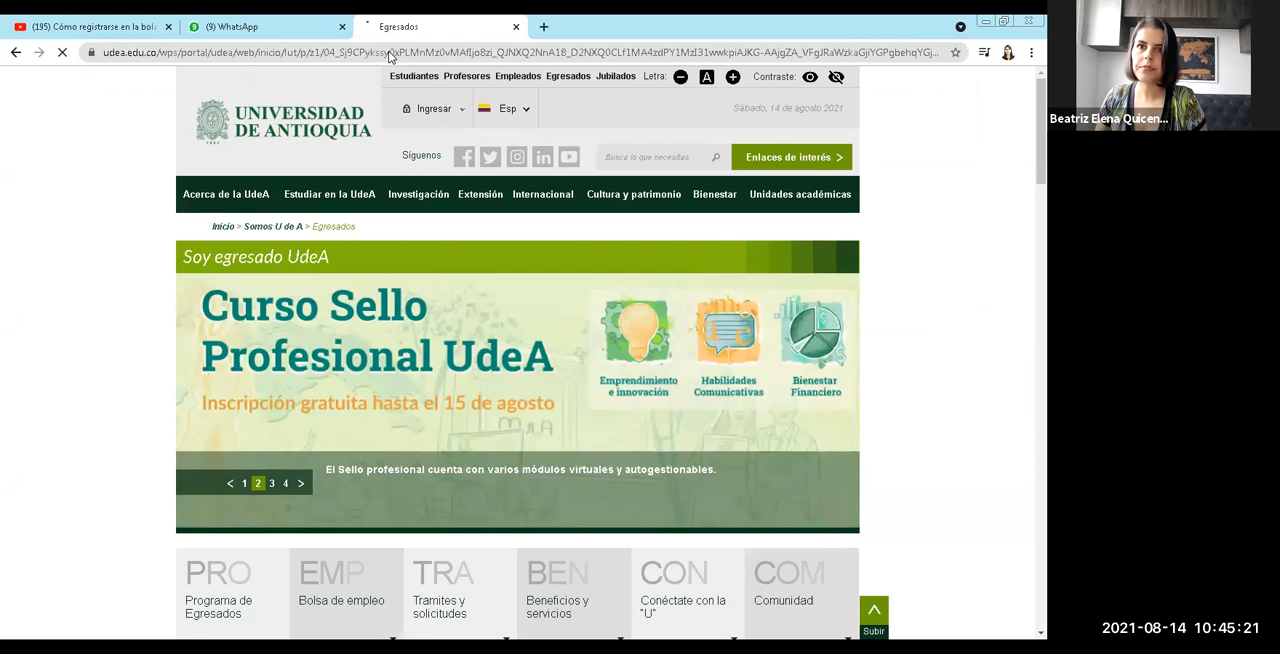 (195) Cómo registrarse en la bols
(9) WhatsApp
Egresados
Estudiantes Profesores Empleados Egresados Jubilados Letra: A Contraste:
UNIVERSIDAD
DE ANTIOQUIA
1803
Ingresar
Esp
Sábado, 14 de agosto 2021
Síguenos
Busca lo que necesitas
Enlaces de interés >
Acerca de la UdeA Estudiar en la UdeA Investigación Extensión Internacional Cultura y patrimonio Bienestar Unidades académicas
Inicio > Somos U de A > Egresados
Soy egresado UdeA
Curso Sello
Profesional UdeA
Inscripción gratuita hasta el 15 de agosto
Emprendimiento
e innovación
Habilidades
Comunicativas
Bienestar
Financiero
El Sello profesional cuenta con varios módulos virtuales y autogestionables.
< 1 2 3 4 >
PRO
Programa de
Egresados
EMP
Bolsa de empleo
TRA
Tramites y
solicitudes
BEN
Beneficios y
servicios
CON
Conéctate con la
"U"
COM
Comunidad
Subir
Beatriz Elena Quicen...
2021-08-14 10:45:21